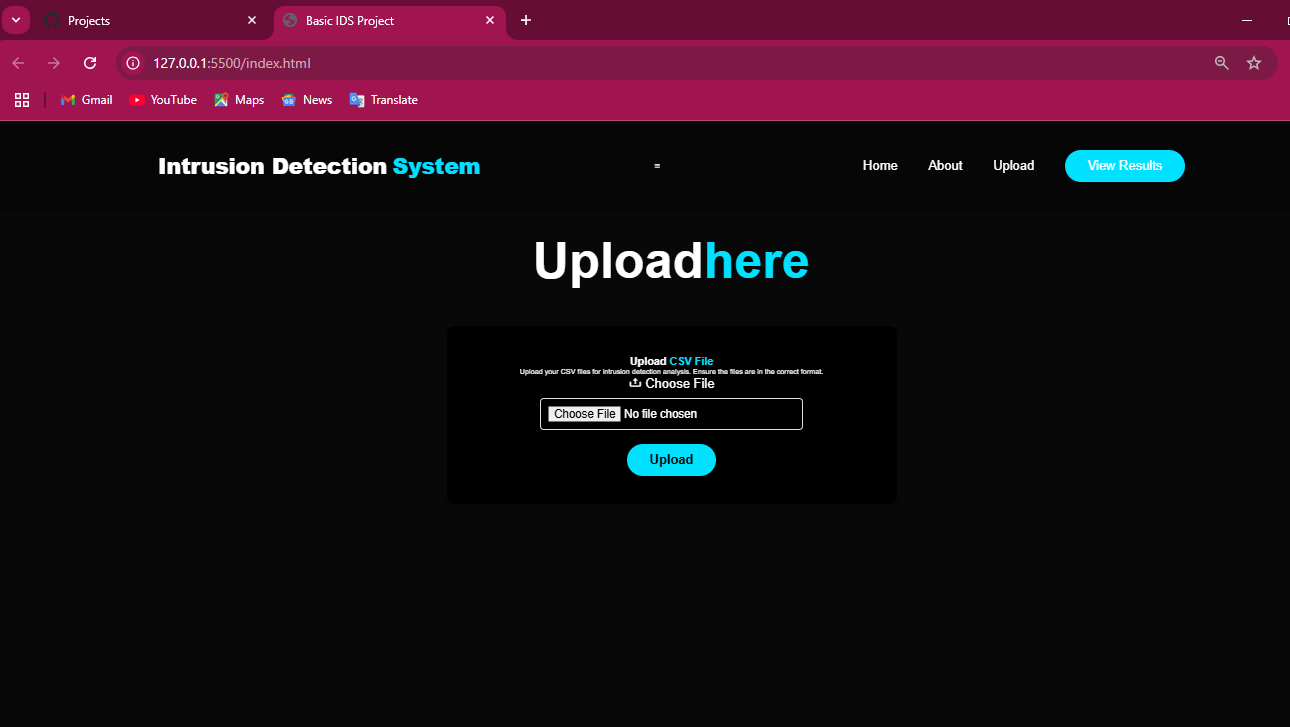 Projects
Basic IDS Project
127.0.0.1:5500/index.html
Gmail YouTube Maps News Translate
Intrusion Detection System
≡
Home About Upload View Results
Uploadhere
Upload CSV File
Upload your CSV files for intrusion detection analysis. Ensure the files are in the correct format.
Choose File
Choose File No file chosen
Upload